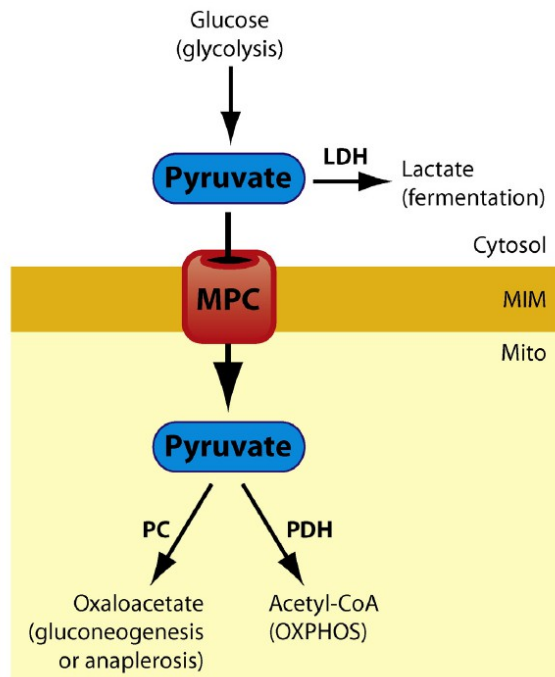 Glucose
(glycolysis)
Pyruvate
LDH
Lactate
(fermentation)
Cytosol
MPC
MIM
Mito
Pyruvate
PC
PDH
Oxaloacetate
(gluconeogenesis
or anaplerosis)
Acetyl-CoA
(OXPHOS)